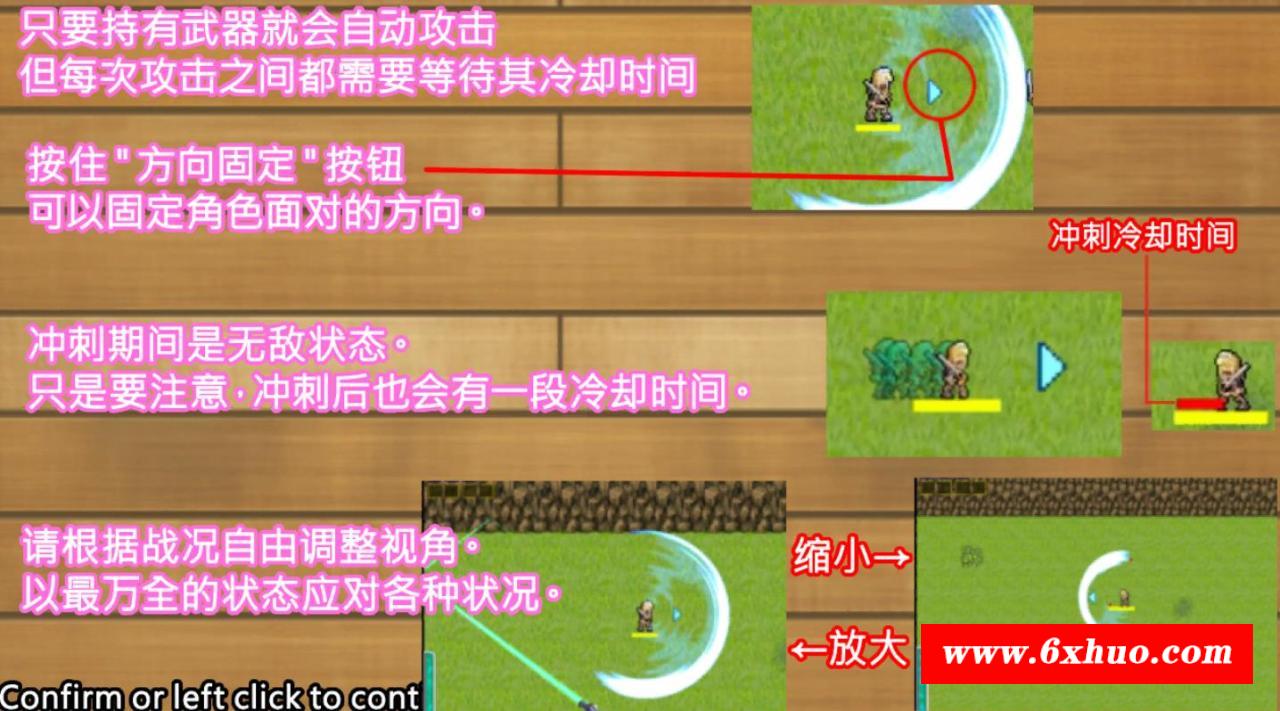 只要持有武器就会自动攻击
但每次攻击之间都需要等待其冷却时间
按住"方向固定"按钮
可以固定角色面对的方向。
冲刺冷却时间
冲刺期间是无敌状态。
只是要注意,冲刺后也会有一段冷却时间。
请根据战况自由调整视角。
以最万全的状态应对各种状况。
缩小→
←放大
www.6xhuo.com
Confirm or left click to cont